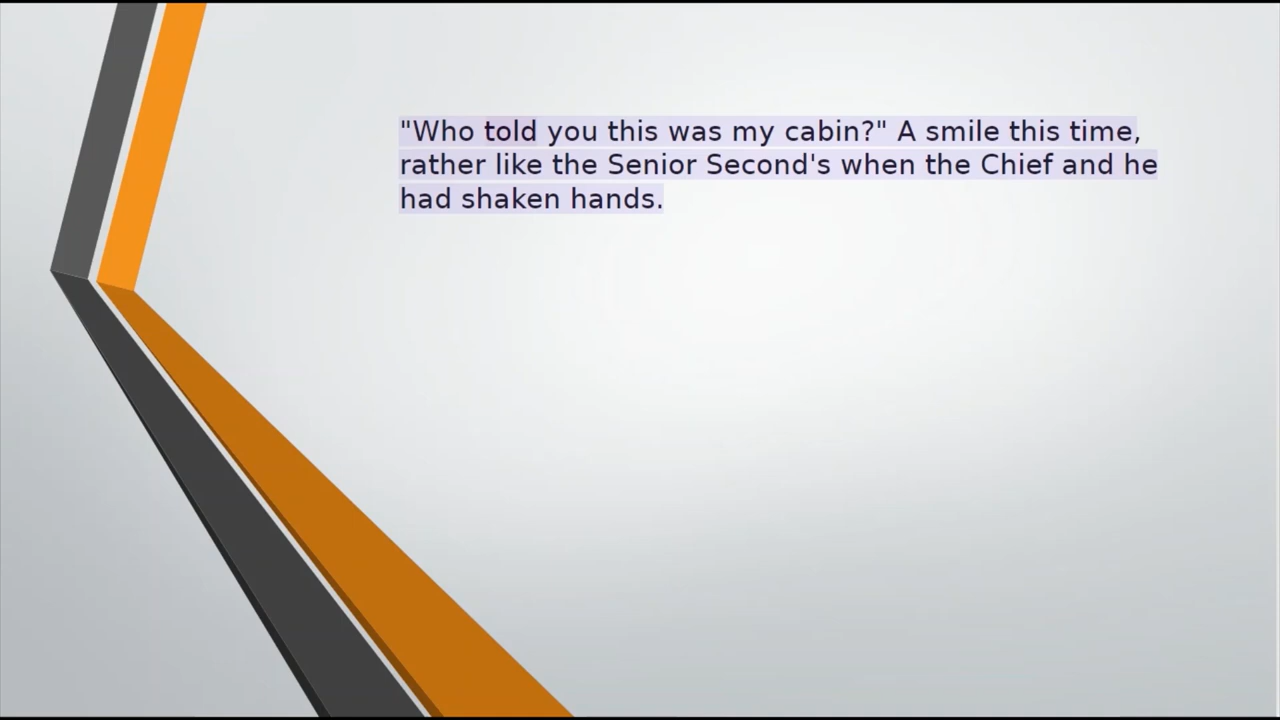 "Who told you this was my cabin?" A smile this time,
rather like the Senior Second's when the Chief and he
had shaken hands.